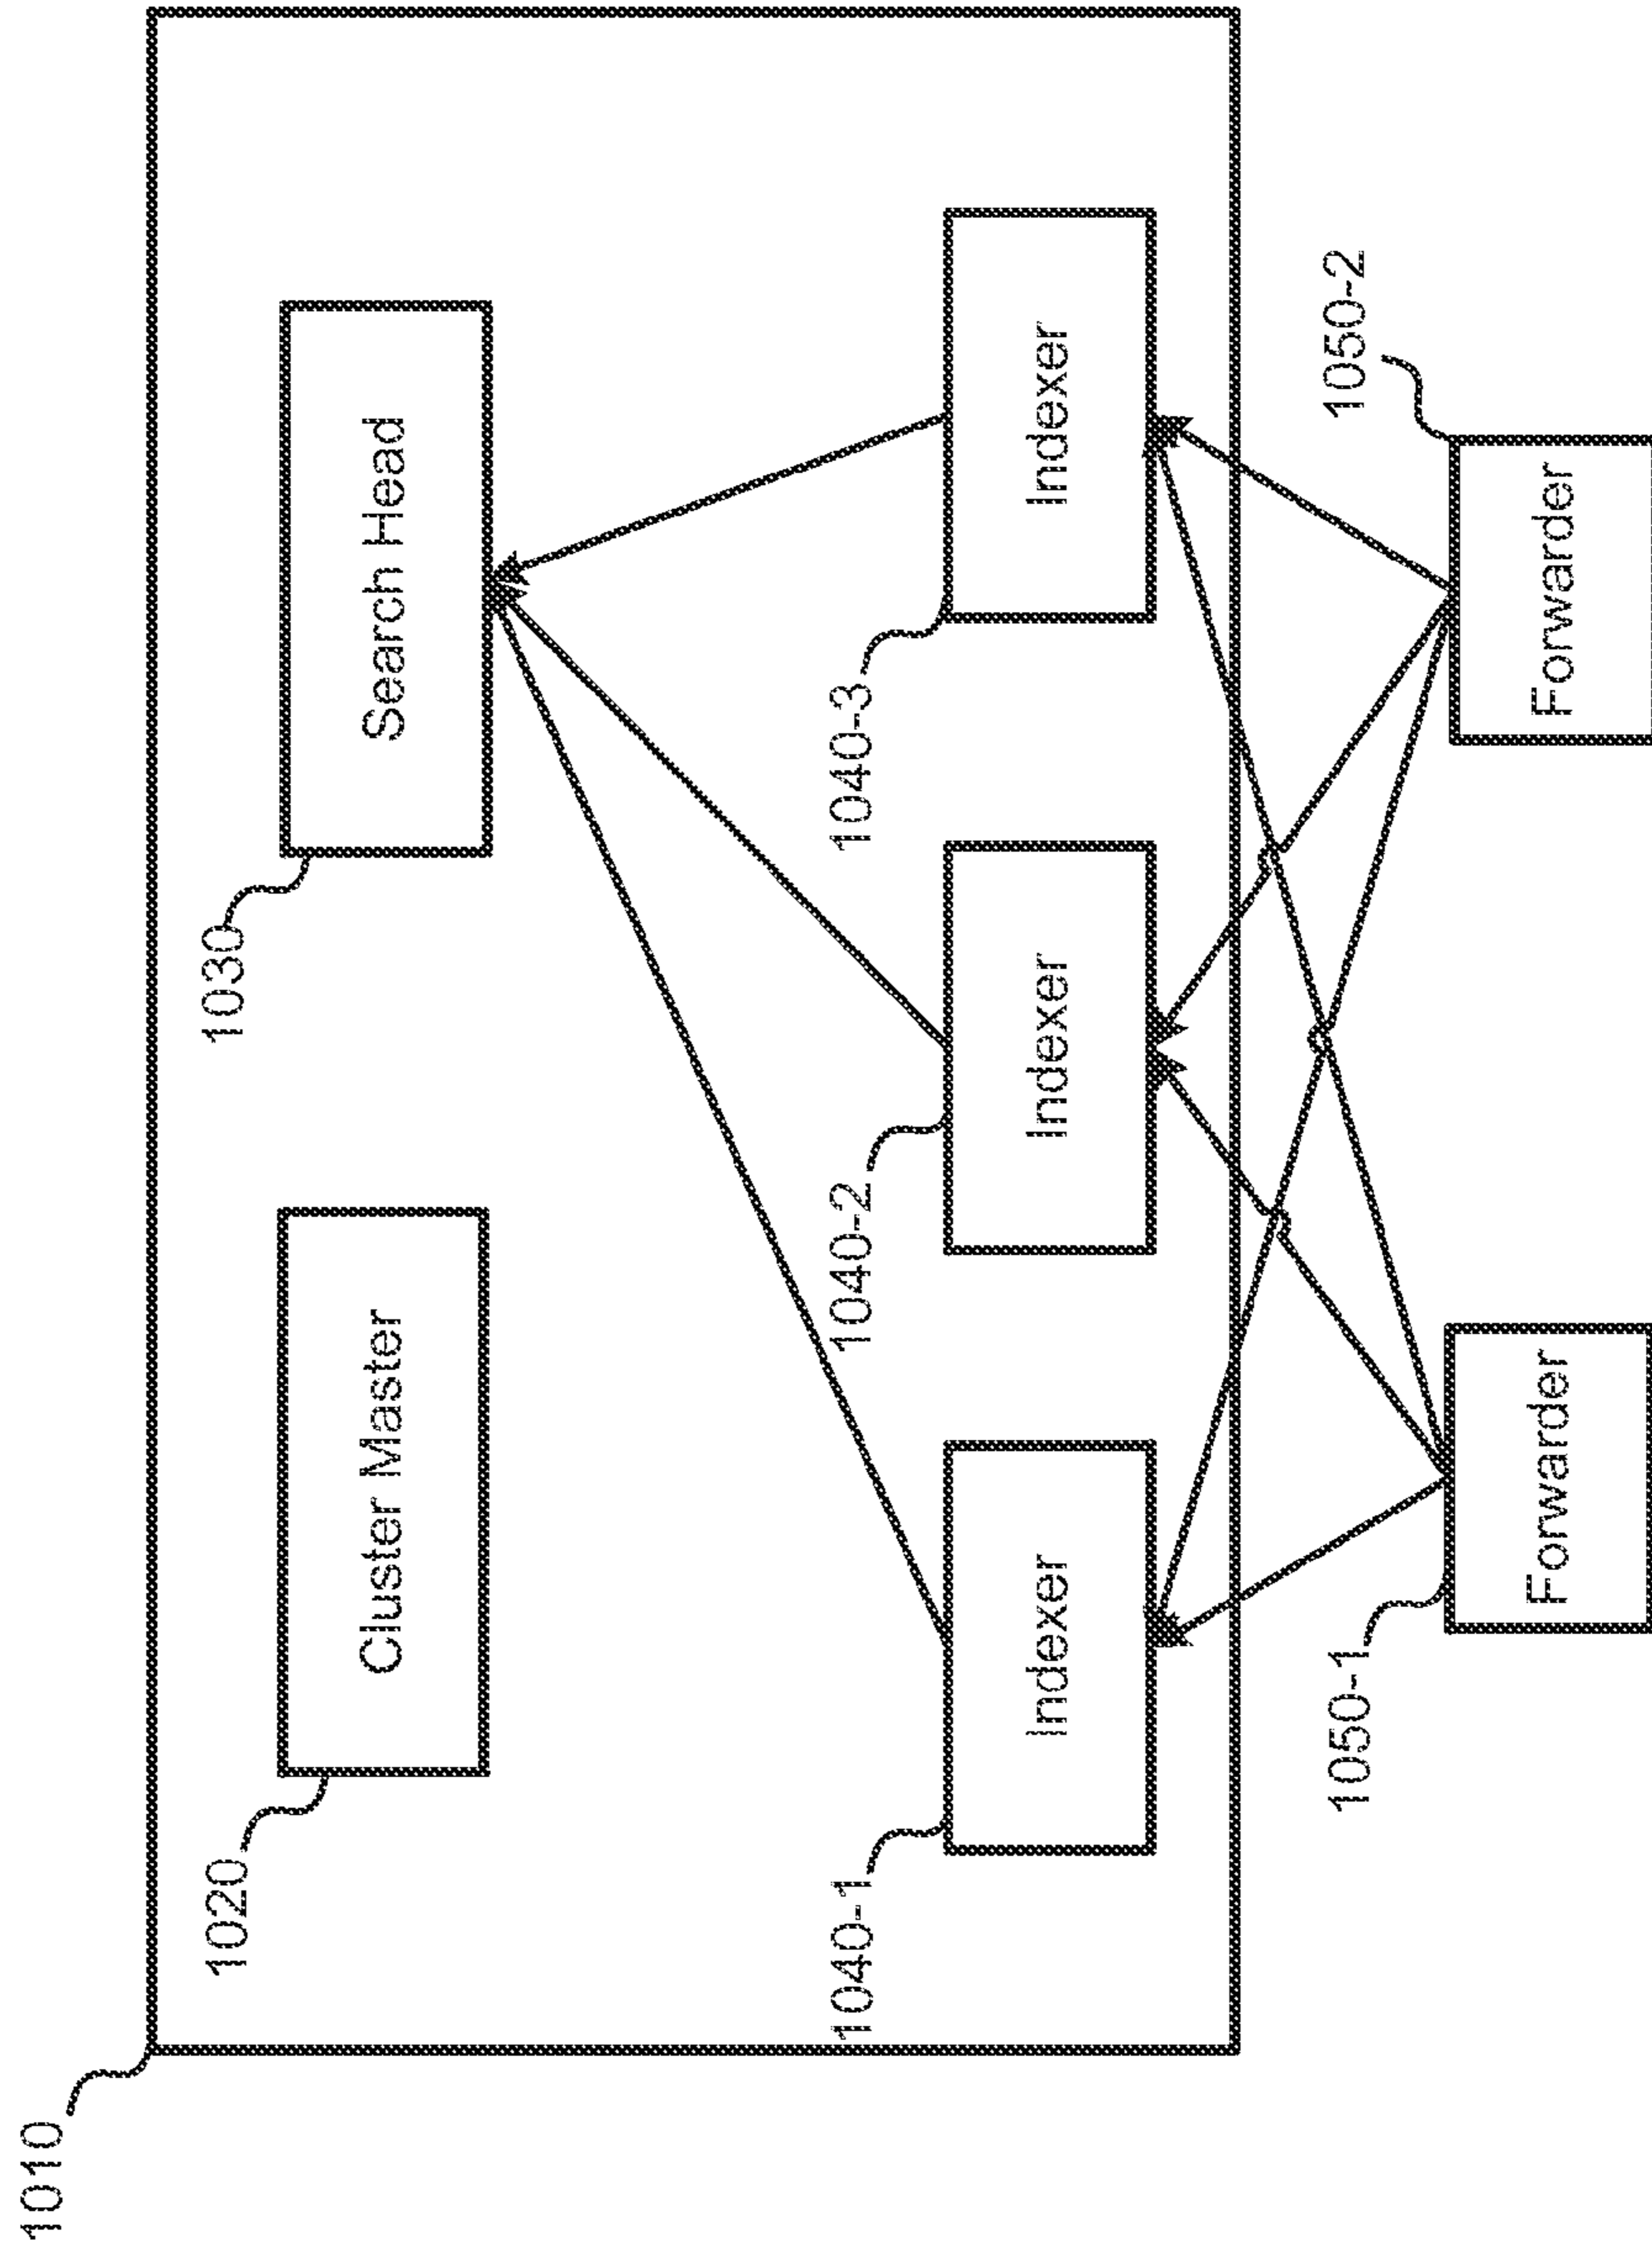 1010
1020
Cluster Master
1030
Search Head
1040-1
Indexer
1040-2
Indexer
1040-3
Indexer
1050-1
Forwarder
1050-2
Forwarder